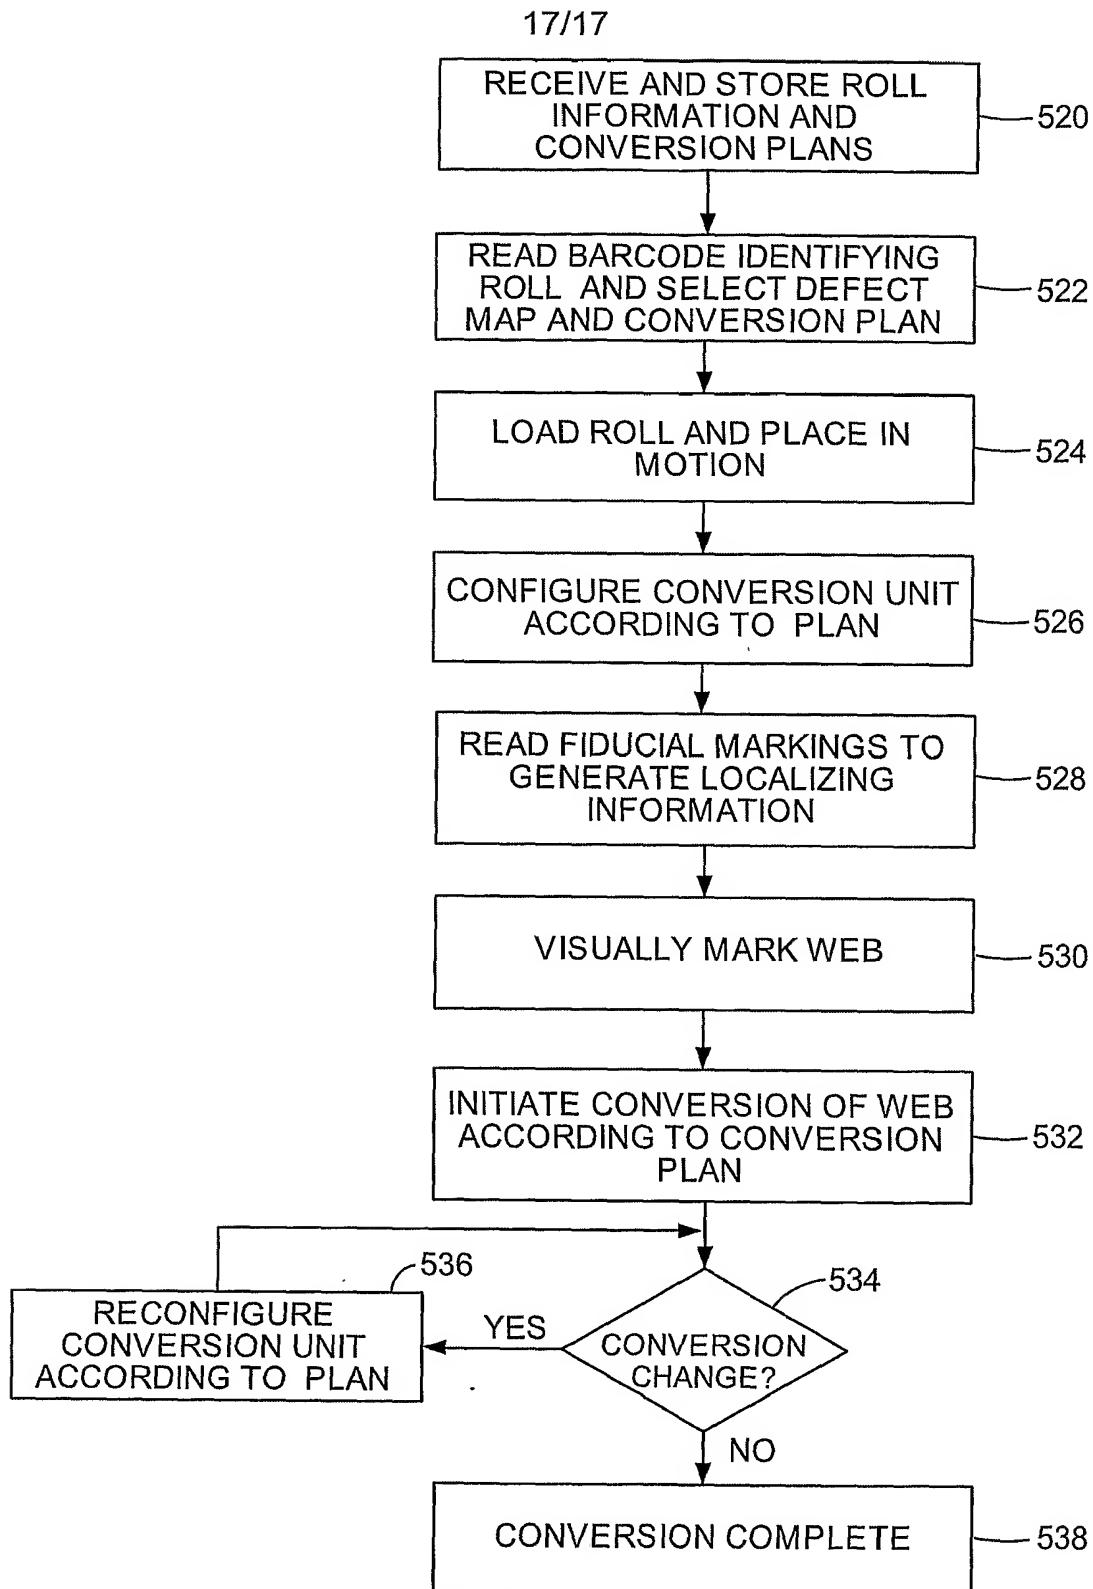 17/17
RECEIVE AND STORE ROLL
INFORMATION AND
CONVERSION PLANS
520
READ BARCODE IDENTIFYING
ROLL AND SELECT DEFECT
MAP AND CONVERSION PLAN
522
LOAD ROLL AND PLACE IN
MOTION
524
CONFIGURE CONVERSION UNIT
ACCORDING TO PLAN
526
READ FIDUCIAL MARKINGS TO
GENERATE LOCALIZING
INFORMATION
528
VISUALLY MARK WEB
530
INITIATE CONVERSION OF WEB
ACCORDING TO CONVERSION
PLAN
532
536
RECONFIGURE
CONVERSION UNIT
ACCORDING TO PLAN
YES
534
CONVERSION
CHANGE?
NO
CONVERSION COMPLETE
538